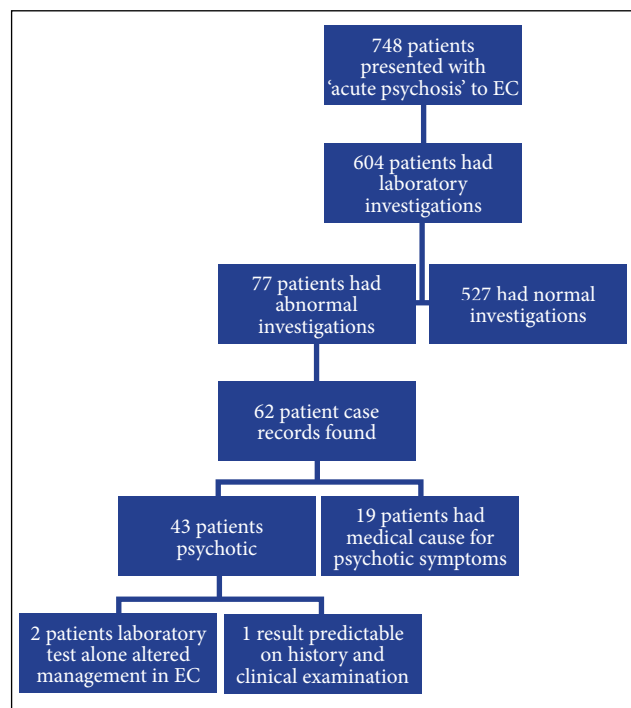 748 patients
presented with
‘acute psychosis’ to EC
604 patients had
laboratory
investigations
77 patients had
abnormal
investigations
527 had normal
investigations
62 patient case
records found
43 patients
psychotic
19 patients had
medical cause for
psychotic symptoms
2 patients laboratory
test alone altered
management in EC
1 result predictable
on history and
clinical examination